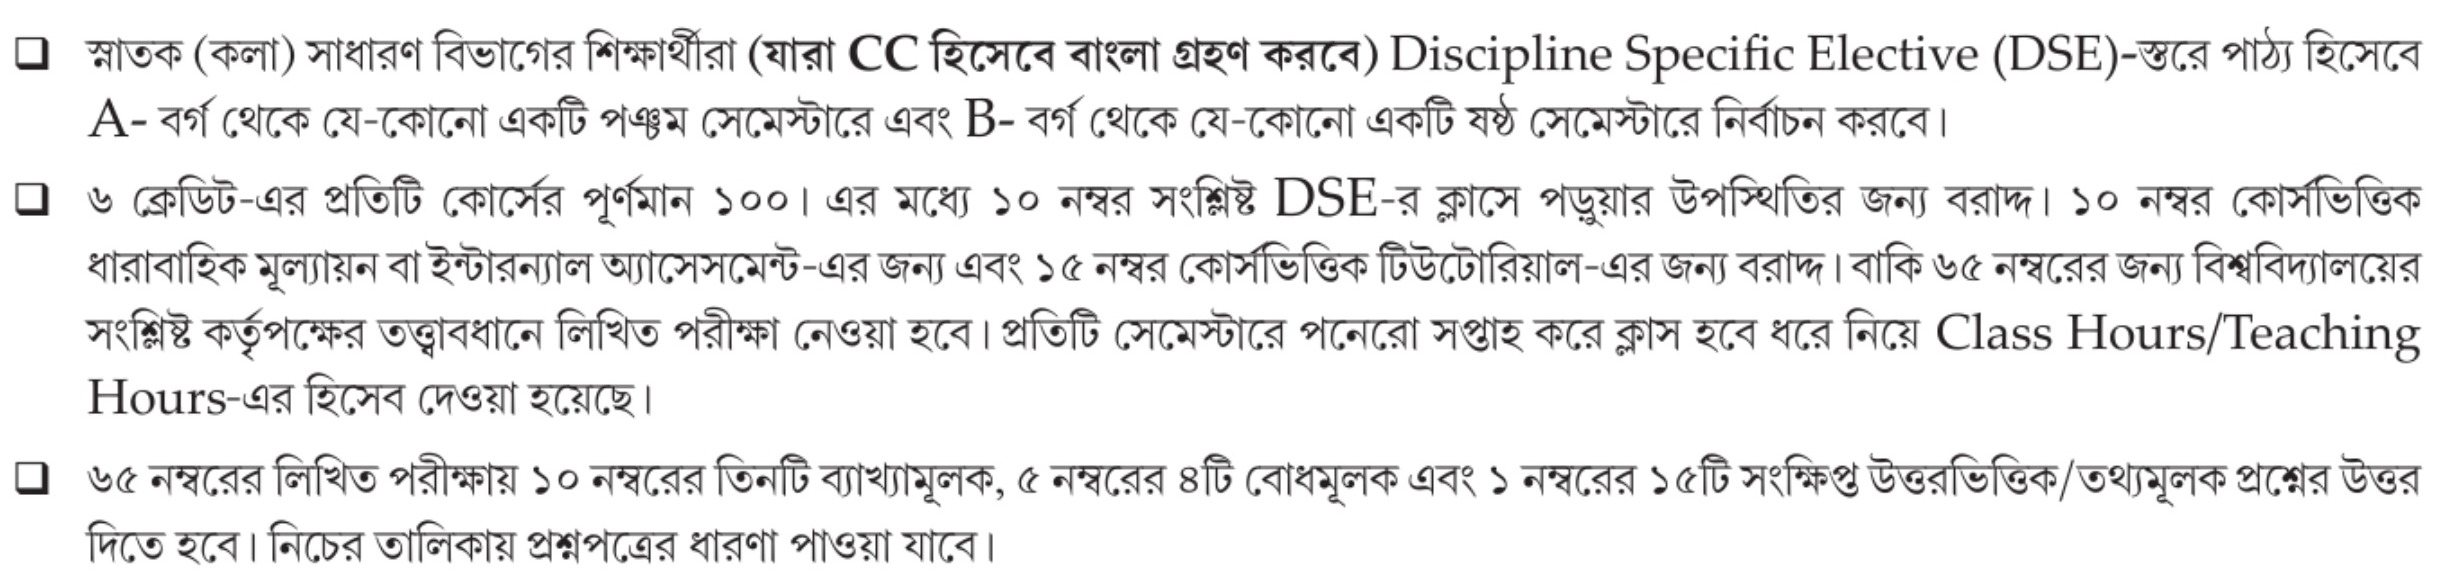 ❑ স্নাতক (কলা) সাধারণ বিভাগের শিক্ষার্থীরা (যারা CC হিসেবে বাংলা গ্রহণ করবে) Discipline Specific Elective (DSE)-স্তরে পাঠ্য হিসেবে
A- বর্গ থেকে যে-কোনো একটি পঞ্চম সেমেস্টারে এবং B- বর্গ থেকে যে-কোনো একটি ষষ্ঠ সেমেস্টারে নির্বাচন করবে।
❑ ৬ ক্রেডিট-এর প্রতিটি কোর্সের পূর্ণমান ১০০। এর মধ্যে ১০ নম্বর সংশ্লিষ্ট DSE-র ক্লাসে পড়ুয়ার উপস্থিতির জন্য বরাদ্দ। ১০ নম্বর কোর্সভিত্তিক
ধারাবাহিক মূল্যায়ন বা ইন্টারন্যাল অ্যাসেসমেন্ট-এর জন্য এবং ১৫ নম্বর কোর্সভিত্তিক টিউটোরিয়াল-এর জন্য বরাদ্দ। বাকি ৬৫ নম্বরের জন্য বিশ্ববিদ্যালয়ের
সংশ্লিষ্ট কর্তৃপক্ষের তত্ত্বাবধানে লিখিত পরীক্ষা নেওয়া হবে। প্রতিটি সেমেস্টারে পনেরো সপ্তাহ করে ক্লাস হবে ধরে নিয়ে Class Hours/Teaching
Hours-এর হিসেব দেওয়া হয়েছে।
❑ ৬৫ নম্বরের লিখিত পরীক্ষায় ১০ নম্বরের তিনটি ব্যাখ্যামূলক, ৫ নম্বরের ৪টি বোধমূলক এবং ১ নম্বরের ১৫টি সংক্ষিপ্ত উত্তরভিত্তিক/তথ্যমূলক প্রশ্নের উত্তর
দিতে হবে। নিচের তালিকায় প্রশ্নপত্রের ধারণা পাওয়া যাবে।